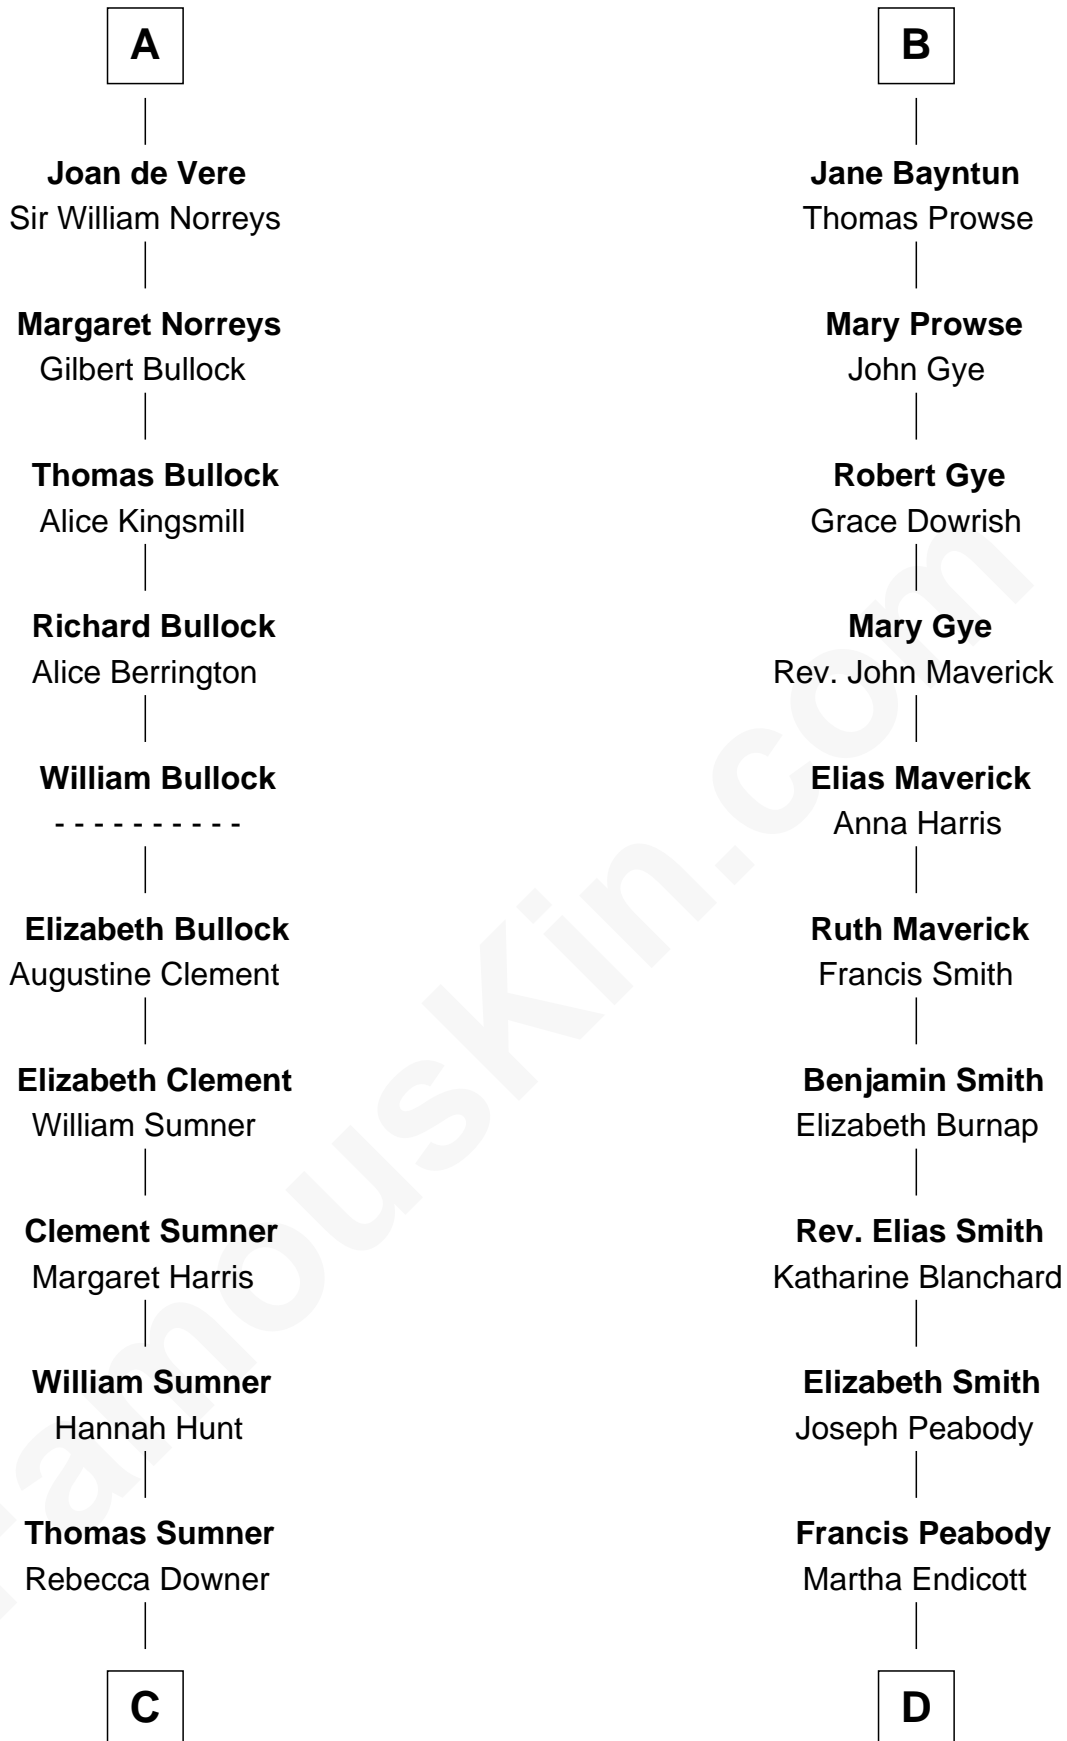 A
Joan de Vere
Sir William Norreys
Margaret Norreys
Gilbert Bullock
Thomas Bullock
Alice Kingsmill
Richard Bullock
Alice Berrington
William Bullock
- - - - - - - - - -
Elizabeth Bullock
Augustine Clement
Elizabeth Clement
William Sumner
Clement Sumner
Margaret Harris
William Sumner
Hannah Hunt
Thomas Sumner
Rebecca Downer
C
B
Jane Bayntun
Thomas Prowse
Mary Prowse
John Gye
Robert Gye
Grace Dowrish
Mary Gye
Rev. John Maverick
Elias Maverick
Anna Harris
Ruth Maverick
Francis Smith
Benjamin Smith
Elizabeth Burnap
Rev. Elias Smith
Katharine Blanchard
Elizabeth Smith
Joseph Peabody
Francis Peabody
Martha Endicott
D
FamousKin.com